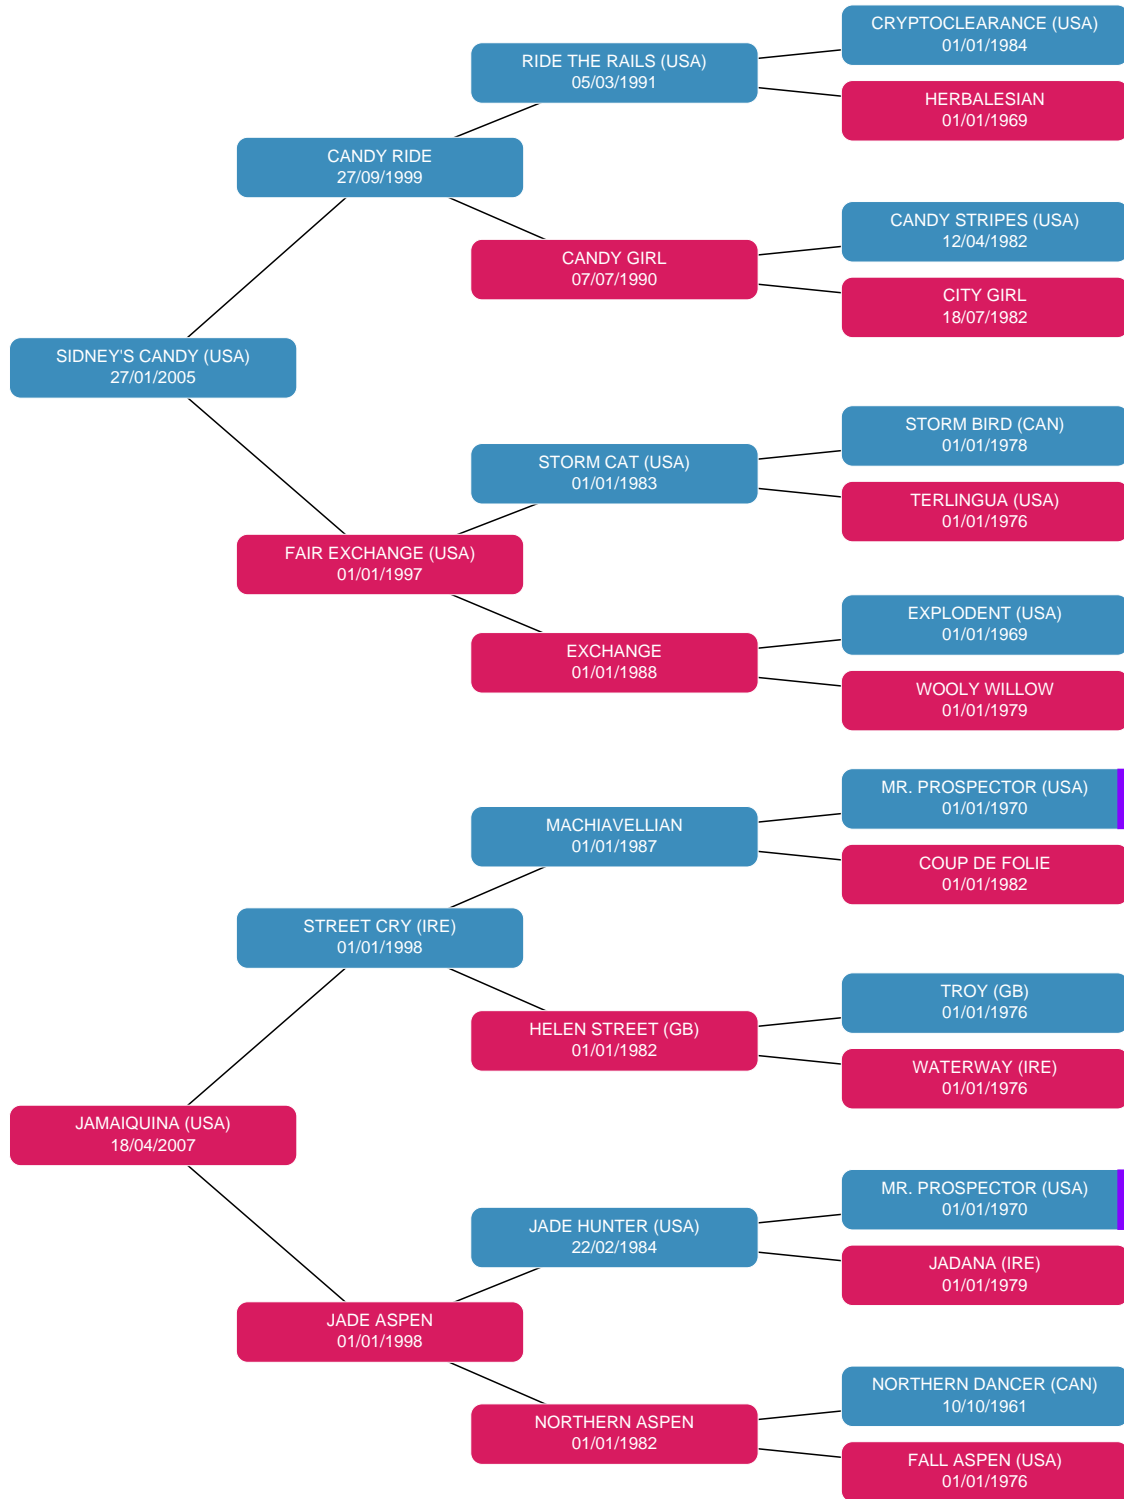 CRYPTOCLEARANCE (USA)
01/01/1984
RIDE THE RAILS (USA)
05/03/1991
HERBALESIAN
01/01/1969
CANDY RIDE
27/09/1999
CANDY STRIPES (USA)
12/04/1982
CANDY GIRL
07/07/1990
CITY GIRL
18/07/1982
SIDNEY'S CANDY (USA)
27/01/2005
STORM BIRD (CAN)
01/01/1978
STORM CAT (USA)
01/01/1983
TERLINGUA (USA)
01/01/1976
FAIR EXCHANGE (USA)
01/01/1997
EXPLODENT (USA)
01/01/1969
EXCHANGE
01/01/1988
WOOLY WILLOW
01/01/1979
MR. PROSPECTOR (USA)
01/01/1970
MACHIAVELLIAN
01/01/1987
COUP DE FOLIE
01/01/1982
STREET CRY (IRE)
01/01/1998
TROY (GB)
01/01/1976
HELEN STREET (GB)
01/01/1982
WATERWAY (IRE)
01/01/1976
JAMAIQUINA (USA)
18/04/2007
MR. PROSPECTOR (USA)
01/01/1970
JADE HUNTER (USA)
22/02/1984
JADANA (IRE)
01/01/1979
JADE ASPEN
01/01/1998
NORTHERN DANCER (CAN)
10/10/1961
NORTHERN ASPEN
01/01/1982
FALL ASPEN (USA)
01/01/1976